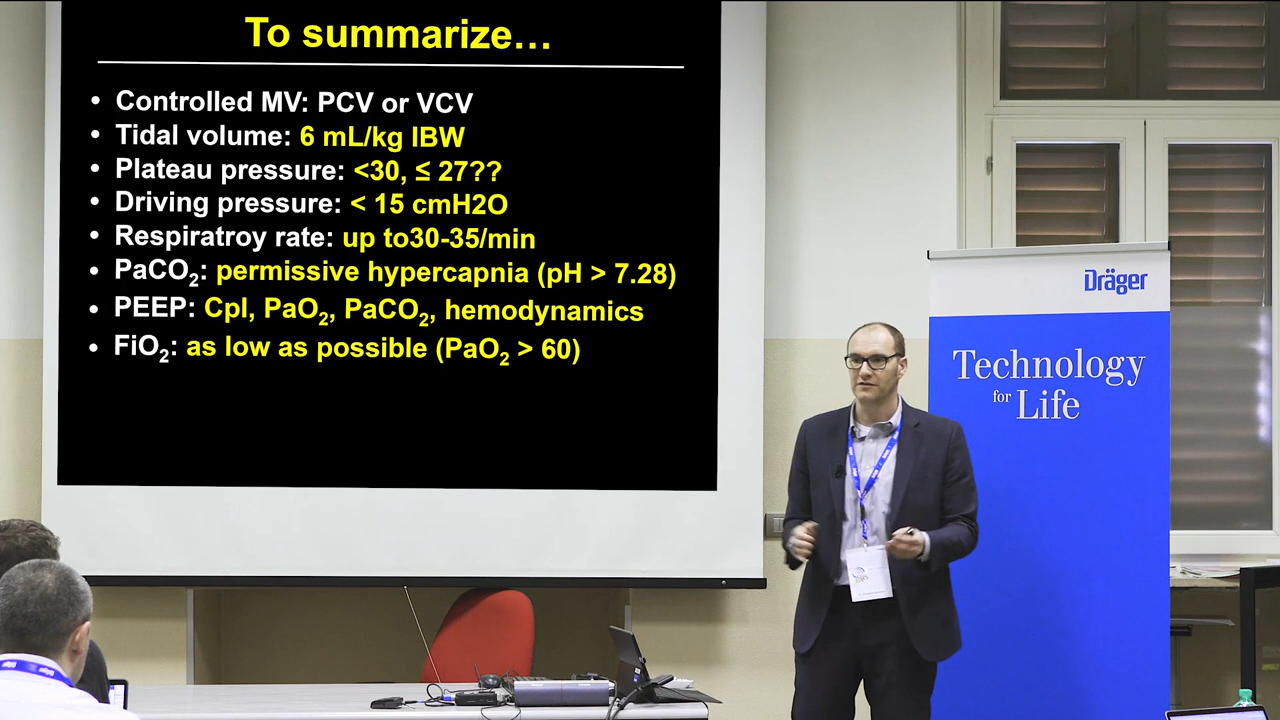 To summarize…
• Controlled MV: PCV or VCV
• Tidal volume: 6 mL/kg IBW
• Plateau pressure: <30, ≤ 27??
• Driving pressure: < 15 cmH2O
• Respiratroy rate: up to30-35/min
• PaCO₂: permissive hypercapnia (pH > 7.28)
• PEEP: Cpl, PaO₂, PaCO₂, hemodynamics
• FiO₂: as low as possible (PaO₂ > 60)
Dräger
Technology
for Life